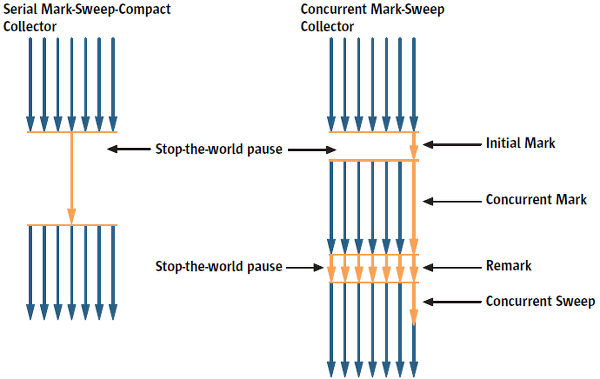 Serial Mark-Sweep-Compact
Collector
Concurrent Mark-Sweep
Collector
Stop-the-world pause
Initial Mark
Concurrent Mark
Stop-the-world pause
Remark
Concurrent Sweep